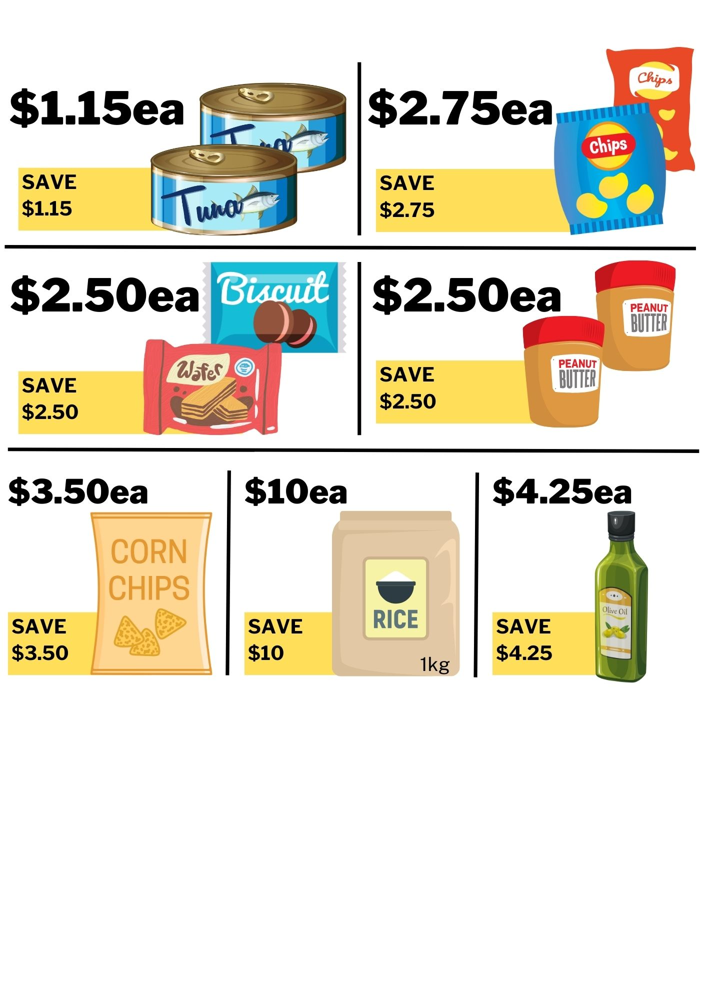 $1.15ea
Tuna
Tuna
SAVE
$1.15
$2.75ea
Chips
Chips
SAVE
$2.75
$2.50ea
Biscuit
Wafer
SAVE
$2.50
$2.50ea
PEANUT
BUTTER
PEANUT
BUTTER
SAVE
$2.50
$3.50ea
CORN
CHIPS
SAVE
$3.50
$10ea
RICE
1kg
SAVE
$10
$4.25ea
Olive Oil
SAVE
$4.25